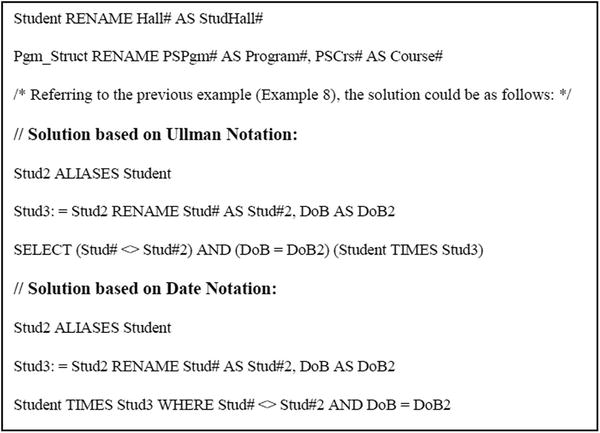 Student RENAME Hall# AS StudHall#
Pgm_Struct RENAME PSPgm# AS Program#, PSCrs# AS Course#
/* Referring to the previous example (Example 8), the solution could be as follows: */
// Solution based on Ullman Notation:
Stud2 ALIASES Student
Stud3: = Stud2 RENAME Stud# AS Stud#2, DoB AS DoB2
SELECT (Stud# <> Stud#2) AND (DoB = DoB2) (Student TIMES Stud3)
// Solution based on Date Notation:
Stud2 ALIASES Student
Stud3: = Stud2 RENAME Stud# AS Stud#2, DoB AS DoB2
Student TIMES Stud3 WHERE Stud# <> Stud#2 AND DoB = DoB2